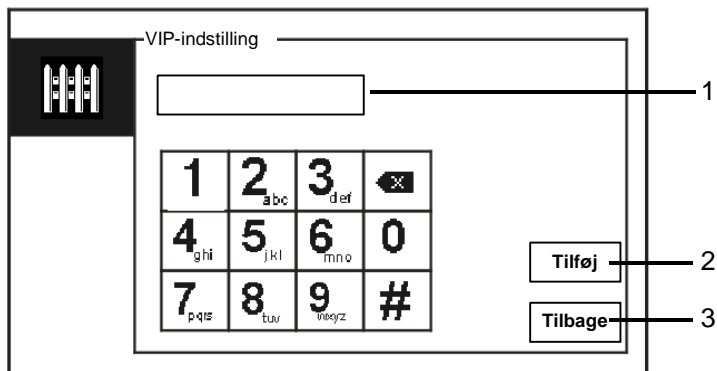 VIP-indstilling
1
1 2abc 3def x
4ghi 5jkl 6mno 0
Tilføj 2
7pqrs 8tuv 9wxyz #
Tilbage 3